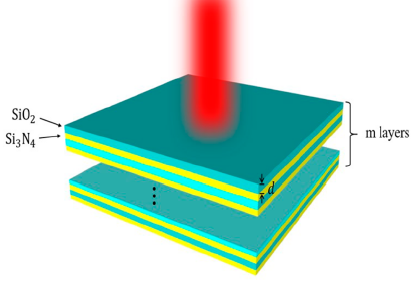 SiO₂
Si₃N₄
m layers
d